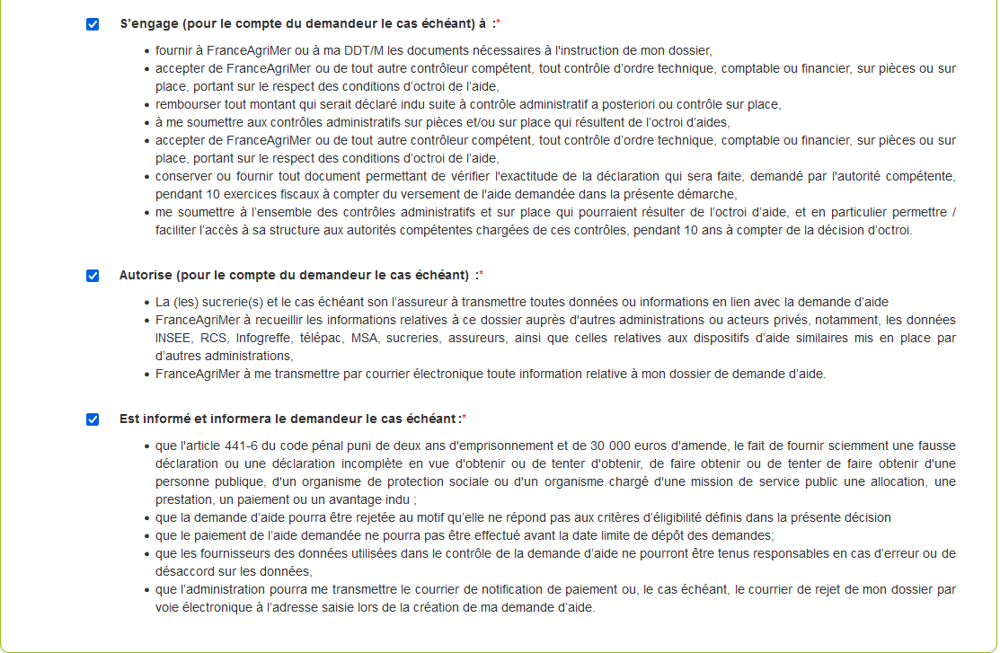 S’engage (pour le compte du demandeur le cas échéant) à :*
• fournir à FranceAgriMer ou à ma DDT/M les documents nécessaires à l'instruction de mon dossier,
• accepter de FranceAgriMer ou de tout autre contrôleur compétent, tout contrôle d’ordre technique, comptable ou financier, sur pièces ou sur
place, portant sur le respect des conditions d’octroi de l’aide,
• rembourser tout montant qui serait déclaré indu suite à contrôle administratif a posteriori ou contrôle sur place,
• à me soumettre aux contrôles administratifs sur pièces et/ou sur place qui résultent de l’octroi d’aides,
• accepter de FranceAgriMer ou de tout autre contrôleur compétent, tout contrôle d’ordre technique, comptable ou financier, sur pièces ou sur
place, portant sur le respect des conditions d’octroi de l’aide,
• conserver ou fournir tout document permettant de vérifier l'exactitude de la déclaration qui sera faite, demandé par l'autorité compétente,
pendant 10 exercices fiscaux à compter du versement de l'aide demandée dans la présente démarche,
• me soumettre à l’ensemble des contrôles administratifs et sur place qui pourraient résulter de l’octroi d’aide, et en particulier permettre /
faciliter l’accès à sa structure aux autorités compétentes chargées de ces contrôles, pendant 10 ans à compter de la décision d’octroi.
Autorise (pour le compte du demandeur le cas échéant) :*
• La (les) sucrerie(s) et le cas échéant son l’assureur à transmettre toutes données ou informations en lien avec la demande d’aide
• FranceAgriMer à recueillir les informations relatives à ce dossier auprès d'autres administrations ou acteurs privés, notamment, les données
INSEE, RCS, Infogreffe, télépac, MSA, sucreries, assureurs, ainsi que celles relatives aux dispositifs d’aide similaires mis en place par
d’autres administrations,
• FranceAgriMer à me transmettre par courrier électronique toute information relative à mon dossier de demande d’aide.
Est informé et informera le demandeur le cas échéant :*
• que l'article 441-6 du code pénal puni de deux ans d'emprisonnement et de 30 000 euros d'amende, le fait de fournir sciemment une fausse
déclaration ou une déclaration incomplète en vue d'obtenir ou de tenter d'obtenir, de faire obtenir ou de tenter de faire obtenir d'une
personne publique, d'un organisme de protection sociale ou d'un organisme chargé d'une mission de service public une allocation, une
prestation, un paiement ou un avantage indu ;
• que la demande d’aide pourra être rejetée au motif qu’elle ne répond pas aux critères d’éligibilité définis dans la présente décision
• que le paiement de l’aide demandée ne pourra pas être effectué avant la date limite de dépôt des demandes;
• que les fournisseurs des données utilisées dans le contrôle de la demande d’aide ne pourront être tenus responsables en cas d’erreur ou de
désaccord sur les données,
• que l’administration pourra me transmettre le courrier de notification de paiement ou, le cas échéant, le courrier de rejet de mon dossier par
voie électronique à l’adresse saisie lors de la création de ma demande d’aide.